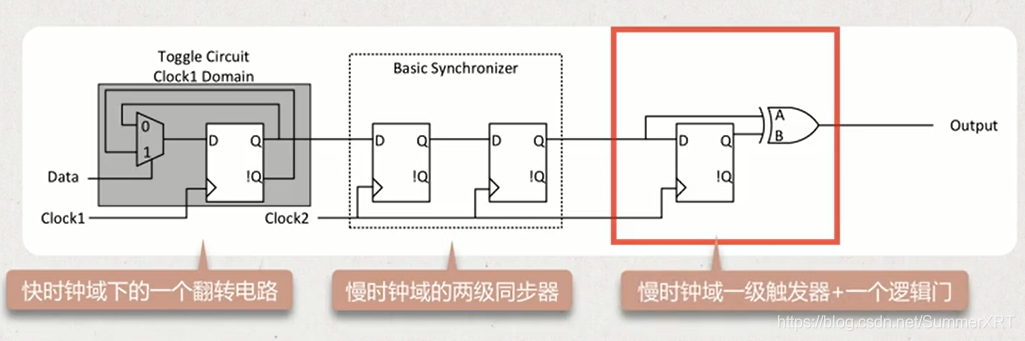 Toggle Circuit
Clock1 Domain
Basic Synchronizer
0
1
D
Q
!Q
D
Q
!Q
D
Q
!Q
D
Q
!Q
A
B
Output
Data
Clock1
Clock2
快时钟域下的一个翻转电路
慢时钟域的两级同步器
慢时钟域一级触发器+一个逻辑门
https://blog.csdn.net/SummerXRT